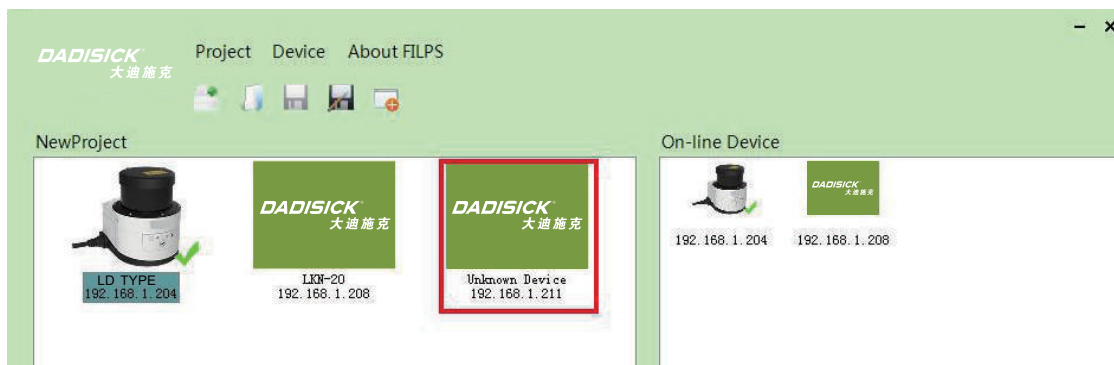 DADISICK
大迪施克
Project Device About FILPS
NewProject
On-line Device
DADISICK
大迪施克
DADISICK
大迪施克
DADISICK
大迪施克
LD TYPE
192.168.1.204
LKN-20
192.168.1.208
Unknown Device
192.168.1.211
192.168.1.204
192.168.1.208